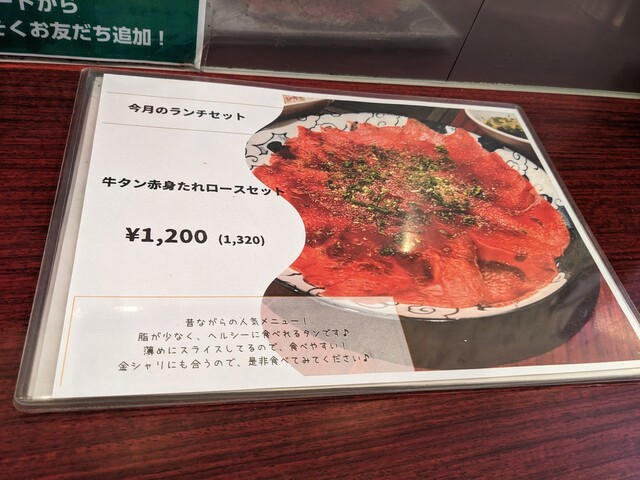 ードから
お友だち追加！
今月のランチセット
牛タン赤身たれロースセット
¥1,200 (1,320)
昔ながらの人気メニュー！
脂が少なく、ヘルシーに食べれるタンです♪
薄めにスライスしてるので、食べやすい！
金シャリにも合うので、是非食べてみてください♪